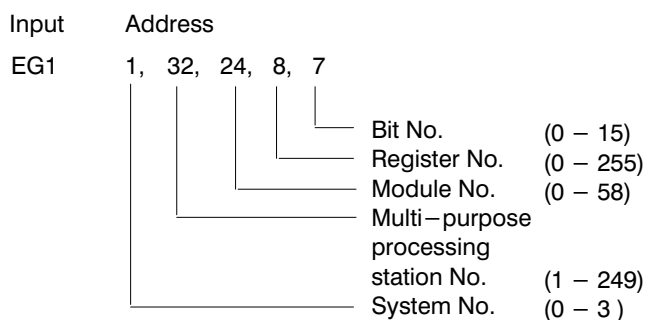 Input Address
EG1 1, 32, 24, 8, 7
Bit No. (0 – 15)
Register No. (0 – 255)
Module No. (0 – 58)
Multi–purpose
processing
station No. (1 – 249)
System No. (0 – 3 )